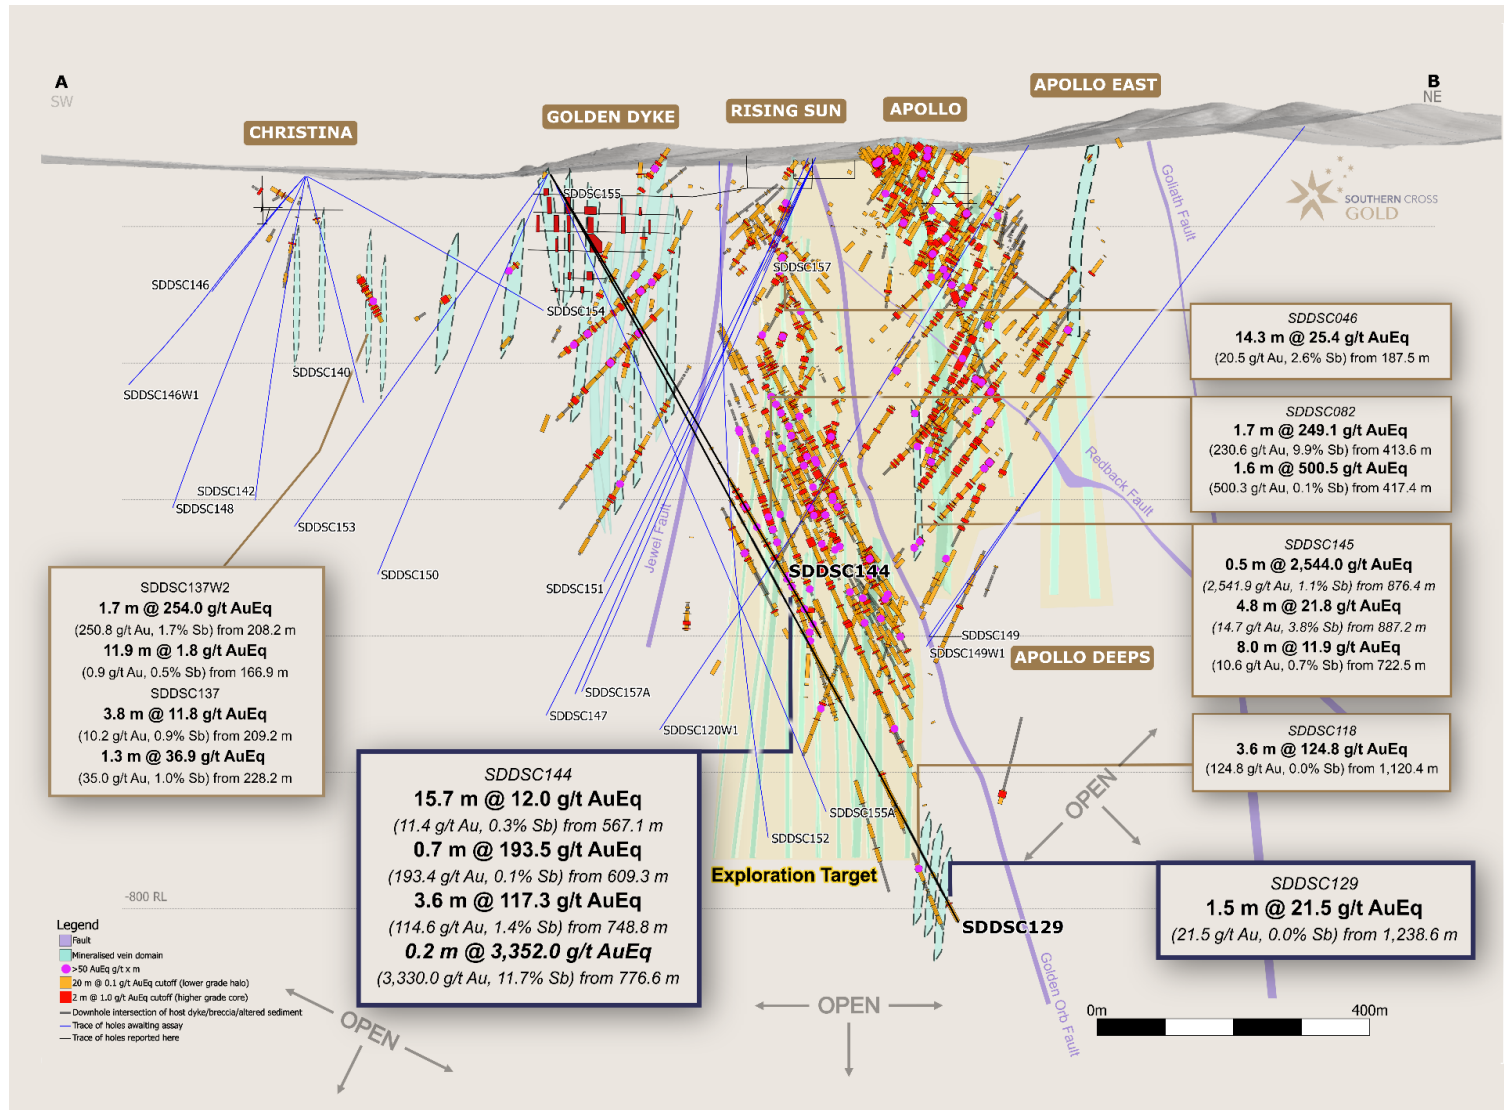 A
SW
B
NE
CHRISTINA
GOLDEN DYKE
RISING SUN
APOLLO
APOLLO EAST
SOUTHERN CROSS
GOLD
Goliath Fault
SDDSC155
SDDSC157
SDDSC146
SDDSC154
SDDSC140
SDDSC146W1
SDDSC142
SDDSC148
SDDSC153
SDDSC150
SDDSC151
Jewel Fault
Redback Fault
SDDSC144
SDDSC149
SDDSC149W1
APOLLO DEEPS
SDDSC157A
SDDSC147
SDDSC120W1
SDDSC155A
SDDSC152
Exploration Target
SDDSC129
Golden Orb Fault
-800 RL
SDDSC046
14.3 m @ 25.4 g/t AuEq
(20.5 g/t Au, 2.6% Sb) from 187.5 m
SDDSC082
1.7 m @ 249.1 g/t AuEq
(230.6 g/t Au, 9.9% Sb) from 413.6 m
1.6 m @ 500.5 g/t AuEq
(500.3 g/t Au, 0.1% Sb) from 417.4 m
SDDSC145
0.5 m @ 2,544.0 g/t AuEq
(2,541.9 g/t Au, 1.1% Sb) from 876.4 m
4.8 m @ 21.8 g/t AuEq
(14.7 g/t Au, 3.8% Sb) from 887.2 m
8.0 m @ 11.9 g/t AuEq
(10.6 g/t Au, 0.7% Sb) from 722.5 m
SDDSC118
3.6 m @ 124.8 g/t AuEq
(124.8 g/t Au, 0.0% Sb) from 1,120.4 m
SDDSC129
1.5 m @ 21.5 g/t AuEq
(21.5 g/t Au, 0.0% Sb) from 1,238.6 m
SDDSC137W2
1.7 m @ 254.0 g/t AuEq
(250.8 g/t Au, 1.7% Sb) from 208.2 m
11.9 m @ 1.8 g/t AuEq
(0.9 g/t Au, 0.5% Sb) from 166.9 m
SDDSC137
3.8 m @ 11.8 g/t AuEq
(10.2 g/t Au, 0.9% Sb) from 209.2 m
1.3 m @ 36.9 g/t AuEq
(35.0 g/t Au, 1.0% Sb) from 228.2 m
SDDSC144
15.7 m @ 12.0 g/t AuEq
(11.4 g/t Au, 0.3% Sb) from 567.1 m
0.7 m @ 193.5 g/t AuEq
(193.4 g/t Au, 0.1% Sb) from 609.3 m
3.6 m @ 117.3 g/t AuEq
(114.6 g/t Au, 1.4% Sb) from 748.8 m
0.2 m @ 3,352.0 g/t AuEq
(3,330.0 g/t Au, 11.7% Sb) from 776.6 m
Legend
Fault
Mineralised vein domain
>50 AuEq g/t x m
20 m @ 0.1 g/t AuEq cutoff (lower grade halo)
2 m @ 1.0 g/t AuEq cutoff (higher grade core)
Downhole intersection of host dyke/breccia/altered sediment
Trace of holes awaiting assay
Trace of holes reported here
OPEN
OPEN
OPEN
0m
400m